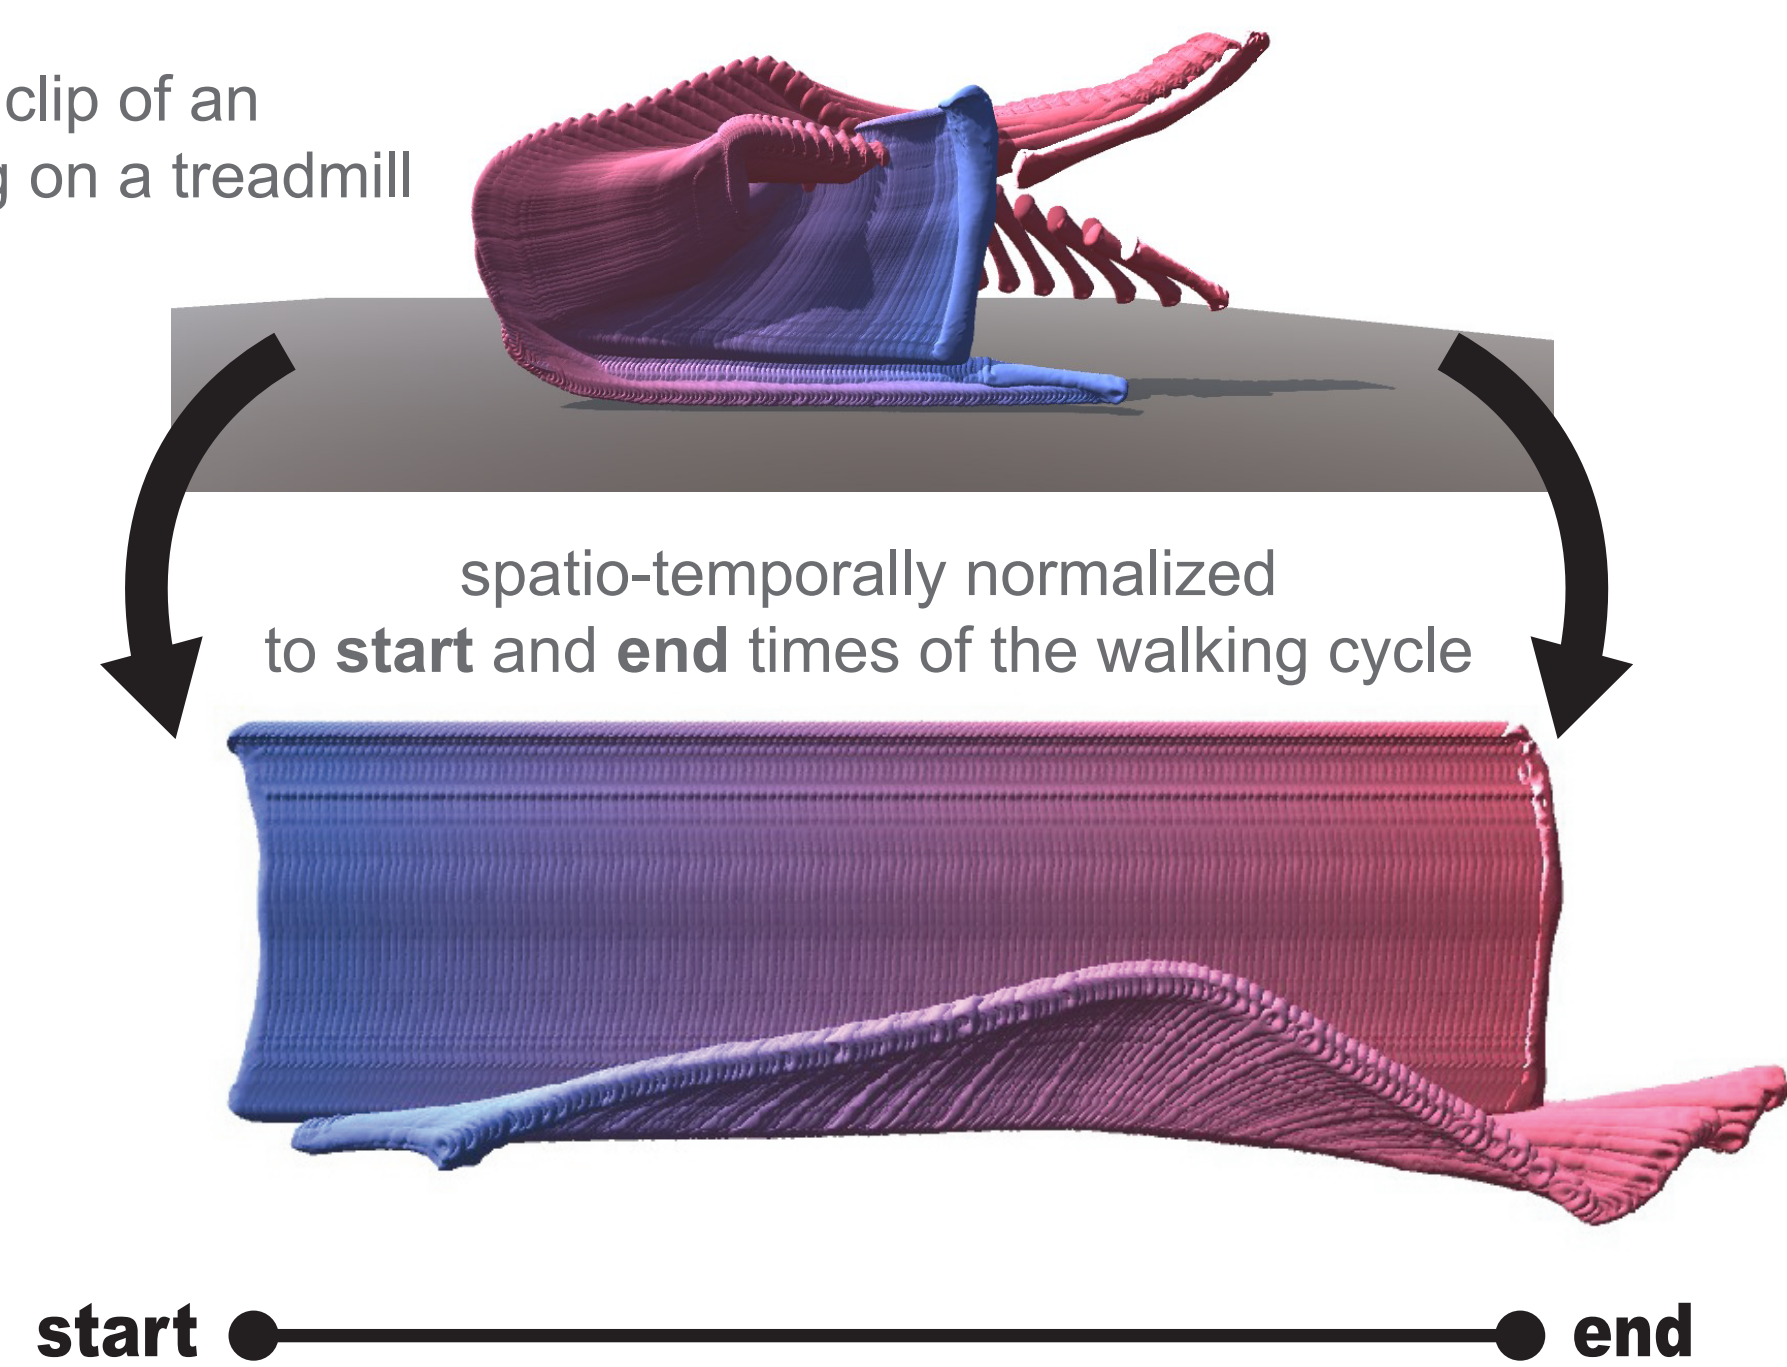 clip of an
g on a treadmill
spatio-temporally normalized
to start and end times of the walking cycle
start end